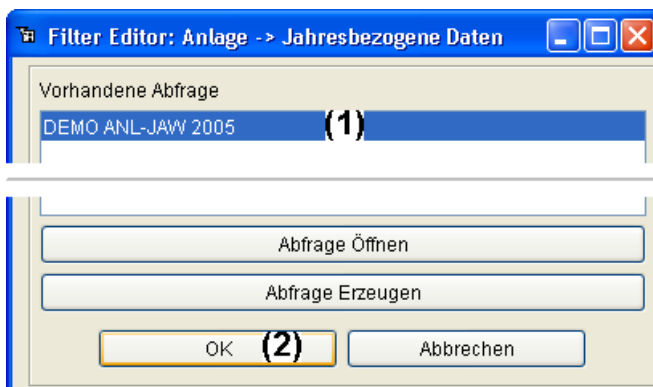 Filter Editor: Anlage -> Jahresbezogene Daten
Vorhandene Abfrage
DEMO ANL-JAW 2005 (1)
Abfrage Öffnen
Abfrage Erzeugen
OK (2) Abbrechen